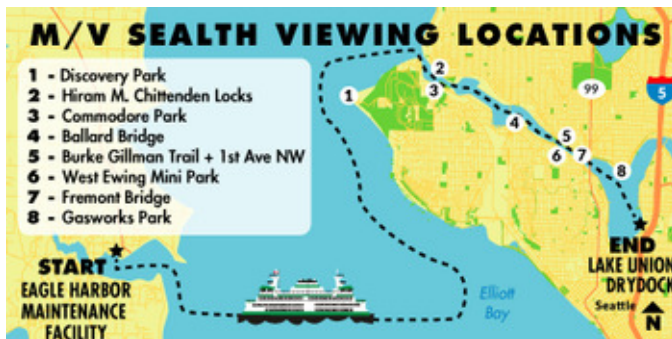 M/V SEALTH VIEWING LOCATIONS
1 - Discovery Park
2 - Hiram M. Chittenden Locks
3 - Commodore Park
4 - Ballard Bridge
5 - Burke Gillman Trail + 1st Ave NW
6 - West Ewing Mini Park
7 - Fremont Bridge
8 - Gasworks Park
START
EAGLE HARBOR
MAINTENANCE
FACILITY
1
2
3
4
5
6
7
8
99
5
END
LAKE UNION
DRYDOCK
Elliott
Bay
Seattle
N